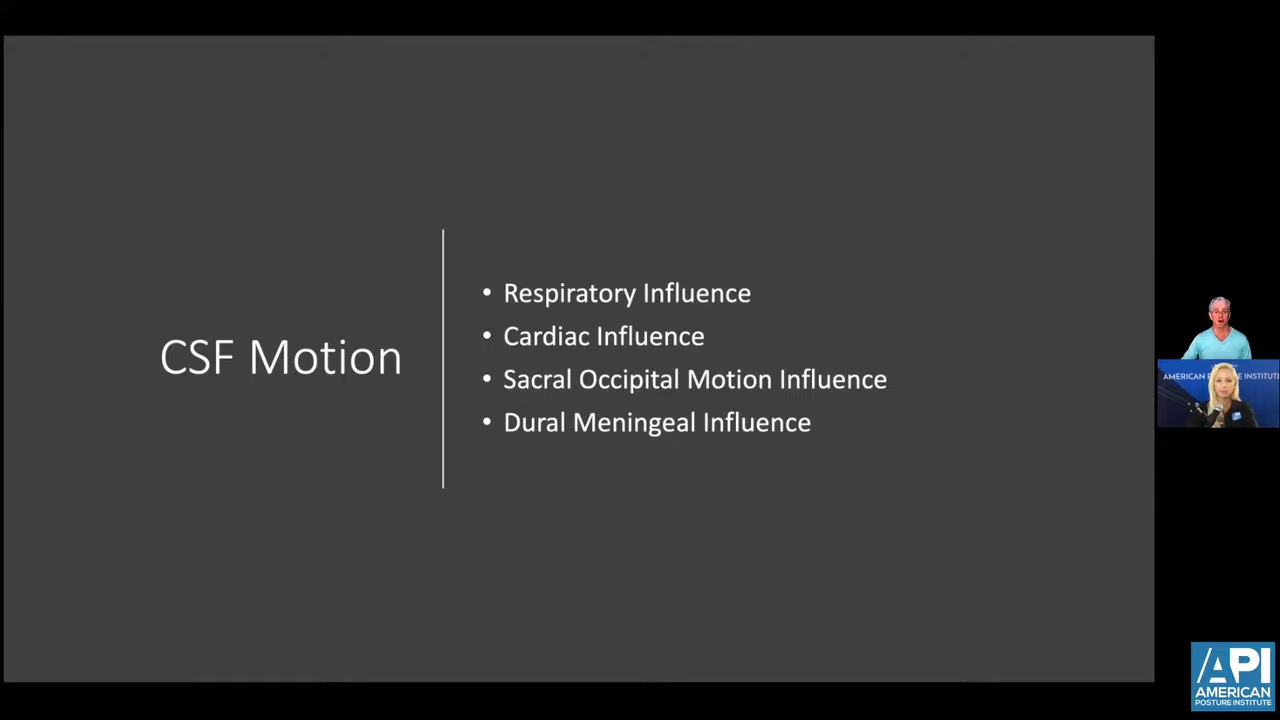 CSF Motion
• Respiratory Influence
• Cardiac Influence
• Sacral Occipital Motion Influence
• Dural Meningeal Influence
AMERICAN POSTURE INSTITUTE
API
AMERICAN
POSTURE INSTITUTE